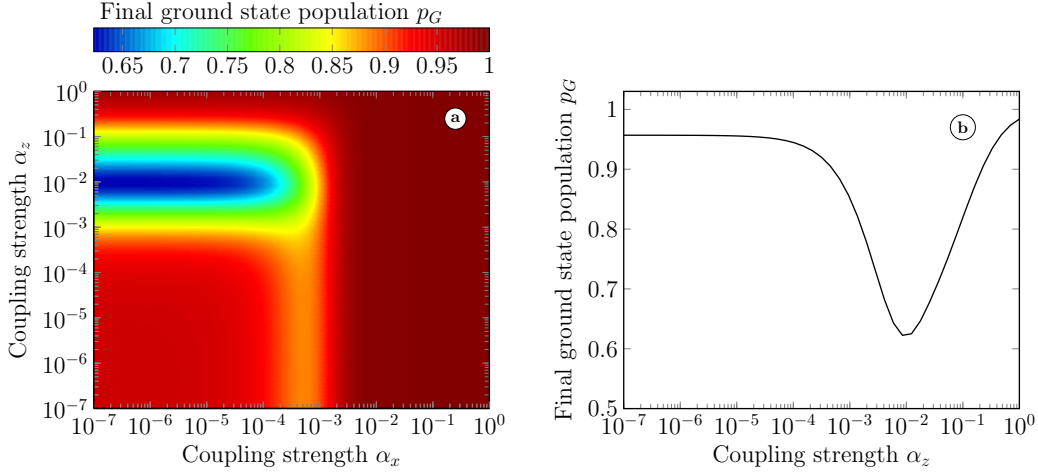 Final ground state population p_G
0.65 0.7 0.75 0.8 0.85 0.9 0.95 1
a
Coupling strength α_z
10^0
10^-1
10^-2
10^-3
10^-4
10^-5
10^-6
10^-7
10^-7 10^-6 10^-5 10^-4 10^-3 10^-2 10^-1 10^0
Coupling strength α_x
b
Final ground state population p_G
1
0.9
0.8
0.7
0.6
0.5
10^-7 10^-6 10^-5 10^-4 10^-3 10^-2 10^-1 10^0
Coupling strength α_z